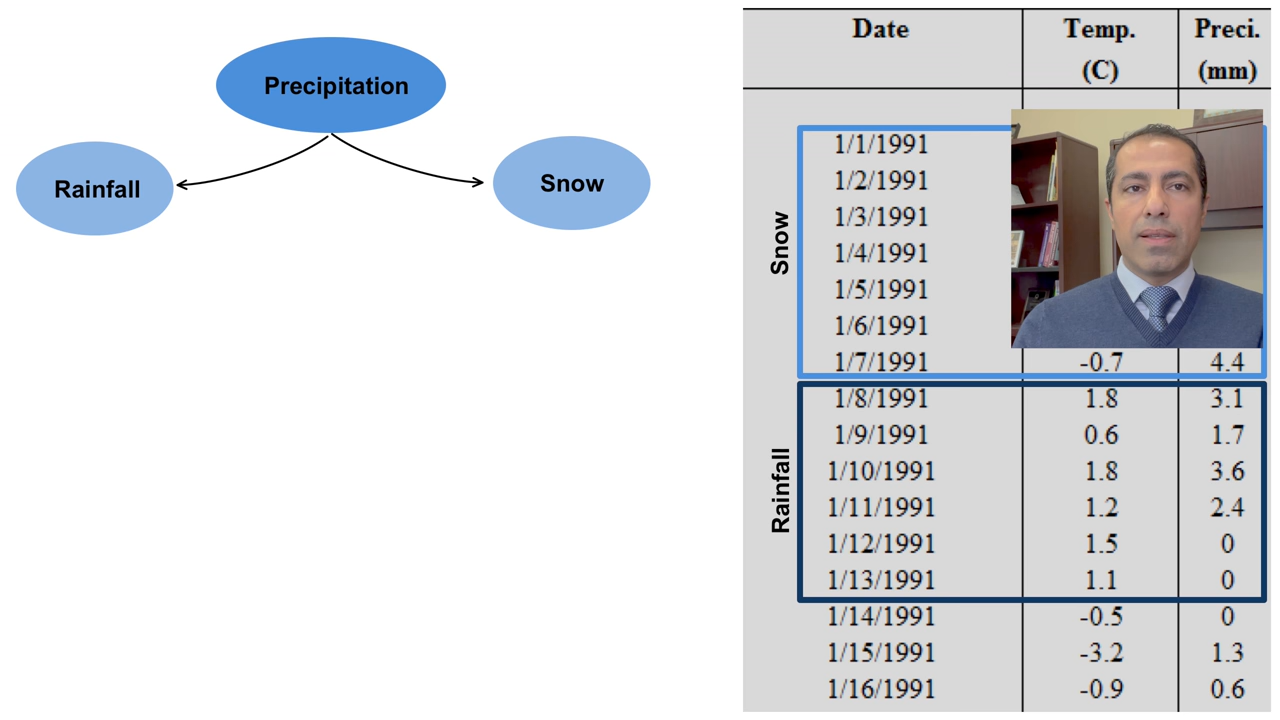 Precipitation
Rainfall
Snow
Date Temp. Preci.
(C) (mm)
Snow
1/1/1991
1/2/1991
1/3/1991
1/4/1991
1/5/1991
1/6/1991
1/7/1991 -0.7 4.4
Rainfall
1/8/1991 1.8 3.1
1/9/1991 0.6 1.7
1/10/1991 1.8 3.6
1/11/1991 1.2 2.4
1/12/1991 1.5 0
1/13/1991 1.1 0
1/14/1991 -0.5 0
1/15/1991 -3.2 1.3
1/16/1991 -0.9 0.6